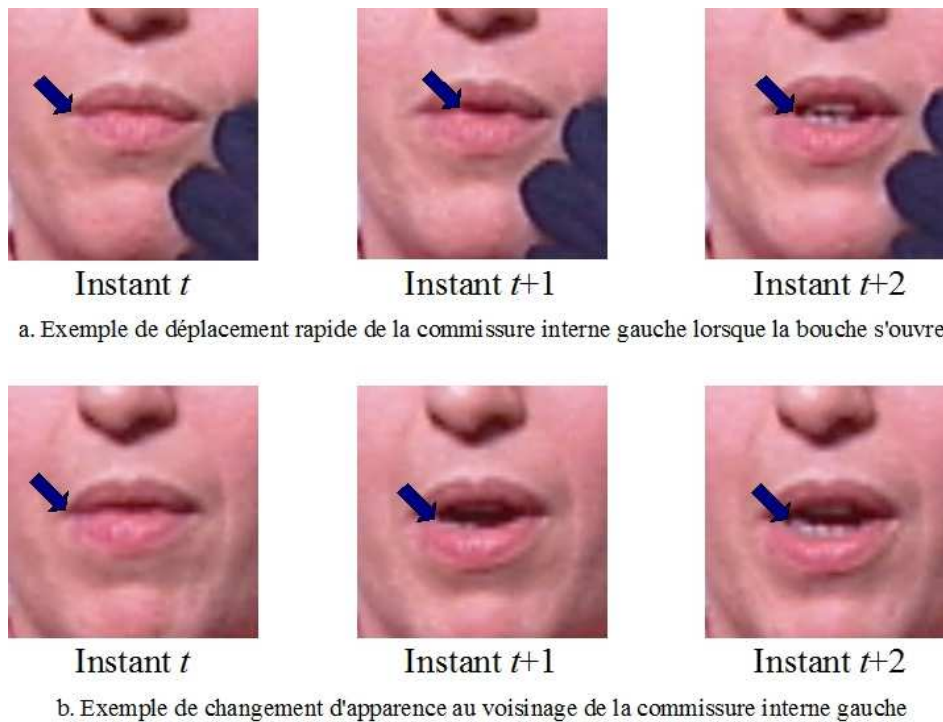 Instant t
Instant t+1
Instant t+2
a. Exemple de déplacement rapide de la commissure interne gauche lorsque la bouche s'ouvre
Instant t
Instant t+1
Instant t+2
b. Exemple de changement d'apparence au voisinage de la commissure interne gauche